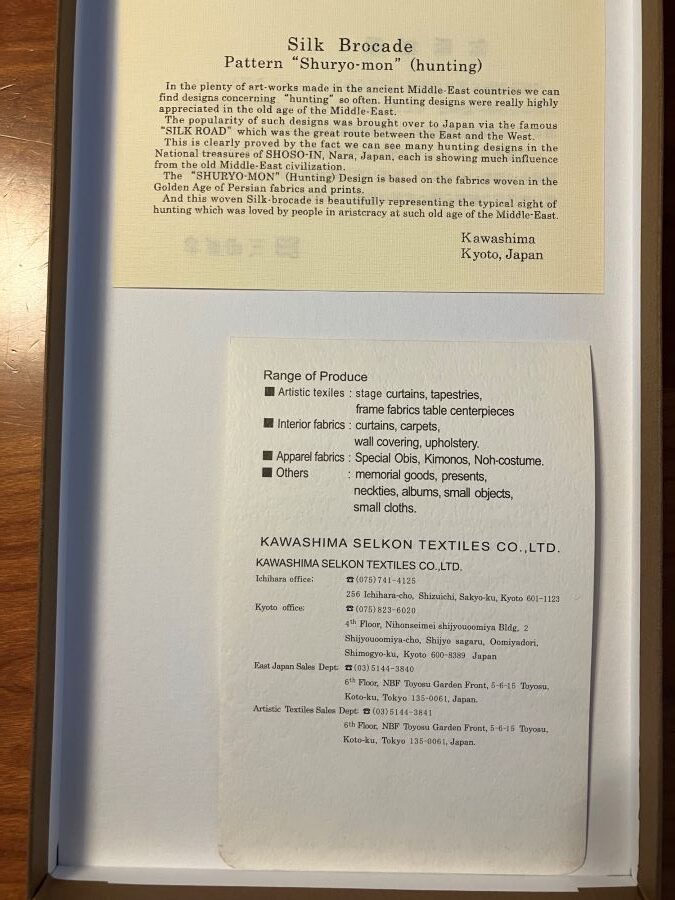 Silk Brocade
Pattern "Shuryo-mon" (hunting)
In the plenty of art-works made in the ancient Middle-East countries we can
find designs concerning "hunting" so often. Hunting designs were really highly
appreciated in the old age of the Middle-East.
The popularity of such designs was brought over to Japan via the famous
"SILK ROAD" which was the great route between the East and the West.
This is clearly proved by the fact we can see many hunting designs in the
National treasures of SHOSO-IN, Nara, Japan, each is showing much influence
from the old Middle-East civilization.
The "SHURYO-MON" (Hunting) Design is based on the fabrics woven in the
Golden Age of Persian fabrics and prints.
And this woven Silk-brocade is beautifully representing the typical sight of
hunting which was loved by people in aristcracy at such old age of the Middle-East.
Kawashima
Kyoto, Japan
Range of Produce
■ Artistic texiles : stage curtains, tapestries,
frame fabrics table centerpieces
■ Interior fabrics : curtains, carpets,
wall covering, upholstery.
■ Apparel fabrics : Special Obis, Kimonos, Noh-costume.
■ Others : memorial goods, presents,
neckties, albums, small objects,
small cloths.
KAWASHIMA SELKON TEXTILES CO.,LTD.
KAWASHIMA SELKON TEXTILES CO.,LTD.
Ichihara office: ☎(075)741-4125
256 Ichihara-cho, Shizuichi, Sakyo-ku, Kyoto 601-1123
Kyoto office: ☎(075)823-6020
4th Floor, Nihonseimei shijyouoomiya Bldg, 2
Shijyouoomiya-cho, Shijyo sagaru, Oomiyadori,
Shimogyo-ku, Kyoto 600-8389 Japan
East Japan Sales Dept: ☎(03)5144-3840
6th Floor, NBF Toyosu Garden Front, 5-6-15 Toyosu,
Koto-ku, Tokyo 135-0061, Japan.
Artistic Textiles Sales Dept: ☎(03)5144-3841
6th Floor, NBF Toyosu Garden Front, 5-6-15 Toyosu,
Koto-ku, Tokyo 135-0061, Japan.